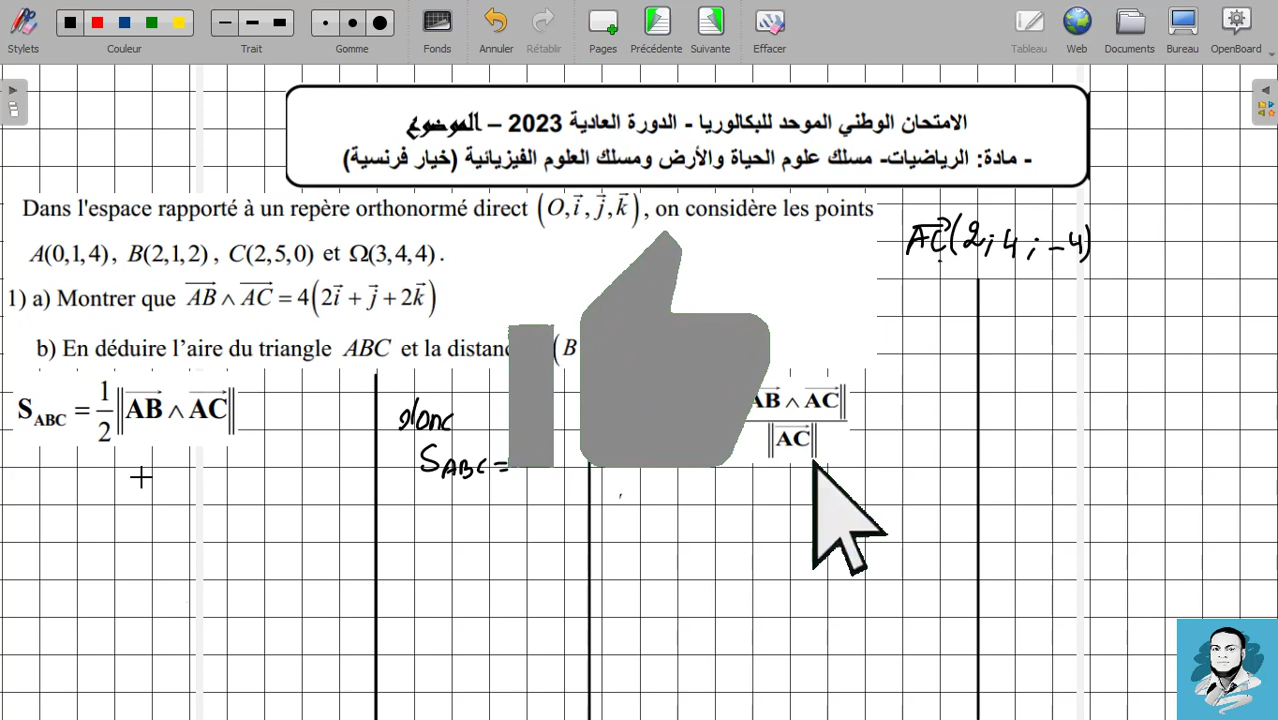 Stylets Couleur Trait Gomme Fonds Annuler Rétablir Pages Précédente Suivante Effacer Tableau Web Documents Bureau OpenBoard
الامتحان الوطني الموحد للبكالوريا - الدورة العادية 2023 – الموضوع
- مادة: الرياضيات- مسلك علوم الحياة والأرض ومسلك العلوم الفيزيائية (خيار فرنسية)
Dans l'espace rapporté à un repère orthonormé direct (O, i⃗, j⃗, k⃗), on considère les points
A(0,1,4), B(2,1,2), C(2,5,0) et Ω(3,4,4).
AC⃗(2; 4; -4)
1) a) Montrer que AB⃗ ∧ AC⃗ = 4(2i⃗ + j⃗ + 2k⃗)
b) En déduire l’aire du triangle ABC et la distanc (B
S_ABC = 1/2 ‖AB⃗ ∧ AC⃗‖
donc
S_ABC =
AB⃗ ∧ AC⃗‖
‖AC⃗‖